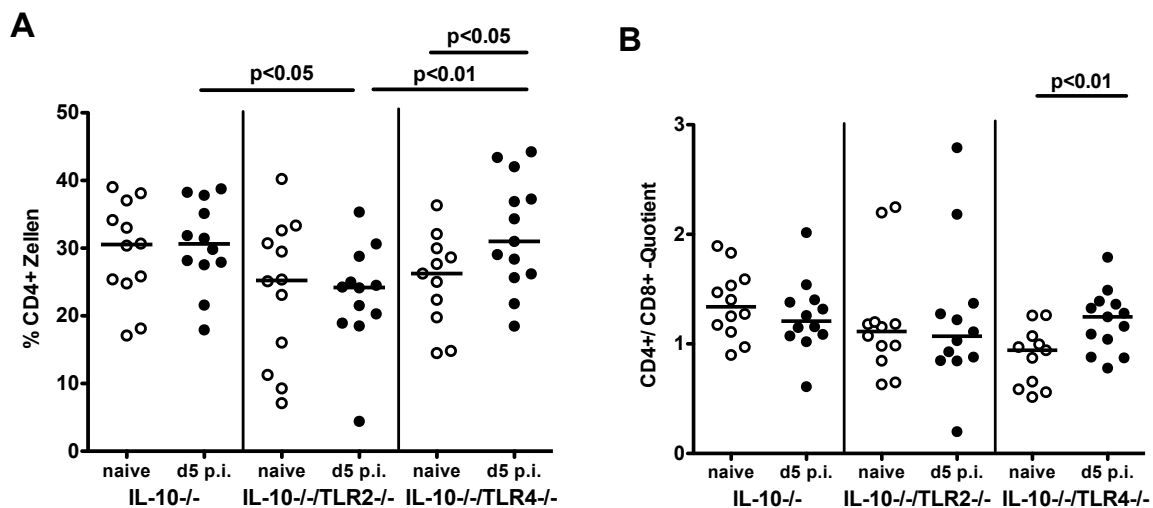 A
p<0.05
p<0.05
p<0.01
% CD4+ Zellen
50
40
30
20
10
0
naive
d5 p.i.
naive
d5 p.i.
naive
d5 p.i.
IL-10-/-
IL-10-/-/TLR2-/-
IL-10-/-/TLR4-/-
B
p<0.01
CD4+/ CD8+ -Quotient
3
2
1
0
naive
d5 p.i.
naive
d5 p.i.
naive
d5 p.i.
IL-10-/-
IL-10-/-/TLR2-/-
IL-10-/-/TLR4-/-